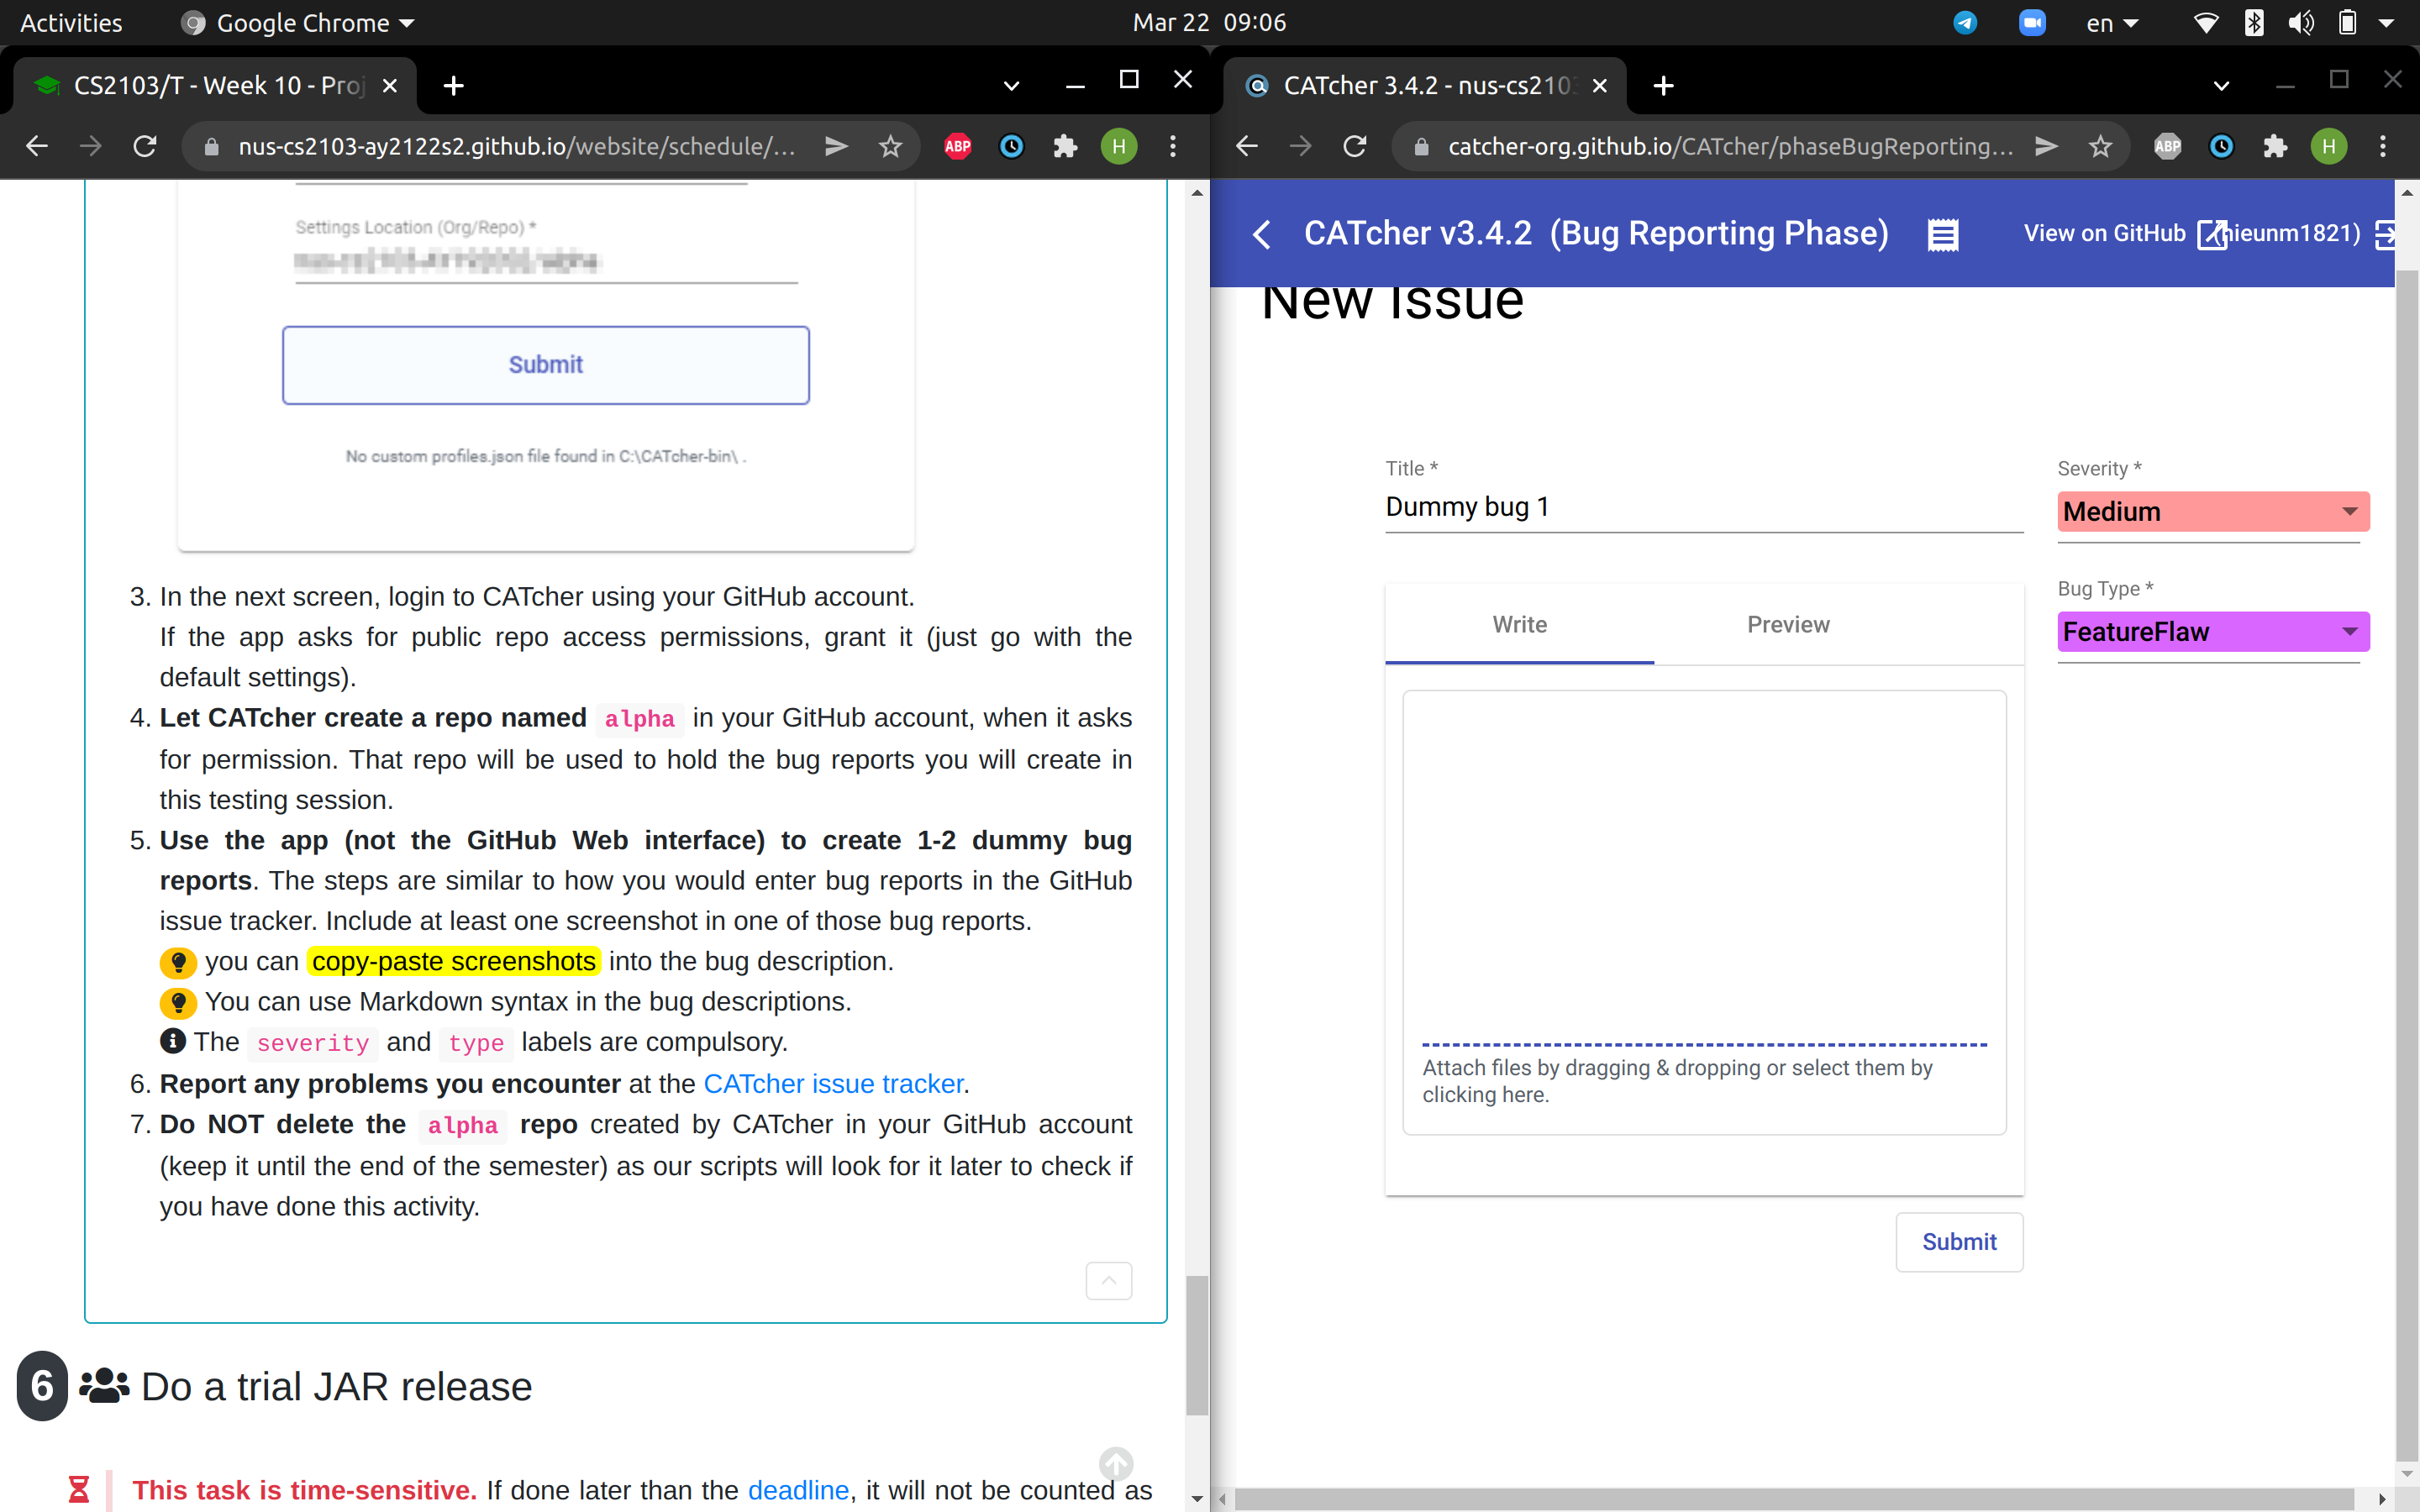 Activities
Google Chrome
Mar 22 09:06
en
CS2103/T - Week 10 - Proj
nus-cs2103-ay2122s2.github.io/website/schedule/...
ABP
H
Settings Location (Org/Repo) *
Submit
No custom profiles.json file found in C:\CATcher-bin\ .
3. In the next screen, login to CATcher using your GitHub account.
If the app asks for public repo access permissions, grant it (just go with the
default settings).
4. Let CATcher create a repo named alpha in your GitHub account, when it asks
for permission. That repo will be used to hold the bug reports you will create in
this testing session.
5. Use the app (not the GitHub Web interface) to create 1-2 dummy bug
reports. The steps are similar to how you would enter bug reports in the GitHub
issue tracker. Include at least one screenshot in one of those bug reports.
you can copy-paste screenshots into the bug description.
You can use Markdown syntax in the bug descriptions.
The severity and type labels are compulsory.
6. Report any problems you encounter at the CATcher issue tracker.
7. Do NOT delete the alpha repo created by CATcher in your GitHub account
(keep it until the end of the semester) as our scripts will look for it later to check if
you have done this activity.
6 Do a trial JAR release
This task is time-sensitive. If done later than the deadline, it will not be counted as
CATcher 3.4.2 - nus-cs2103
catcher-org.github.io/CATcher/phaseBugReporting...
ABP
H
CATcher v3.4.2 (Bug Reporting Phase)
View on GitHub
(hieunm1821)
New Issue
Title *
Dummy bug 1
Severity *
Medium
Bug Type *
FeatureFlaw
Write
Preview
Attach files by dragging & dropping or select them by
clicking here.
Submit